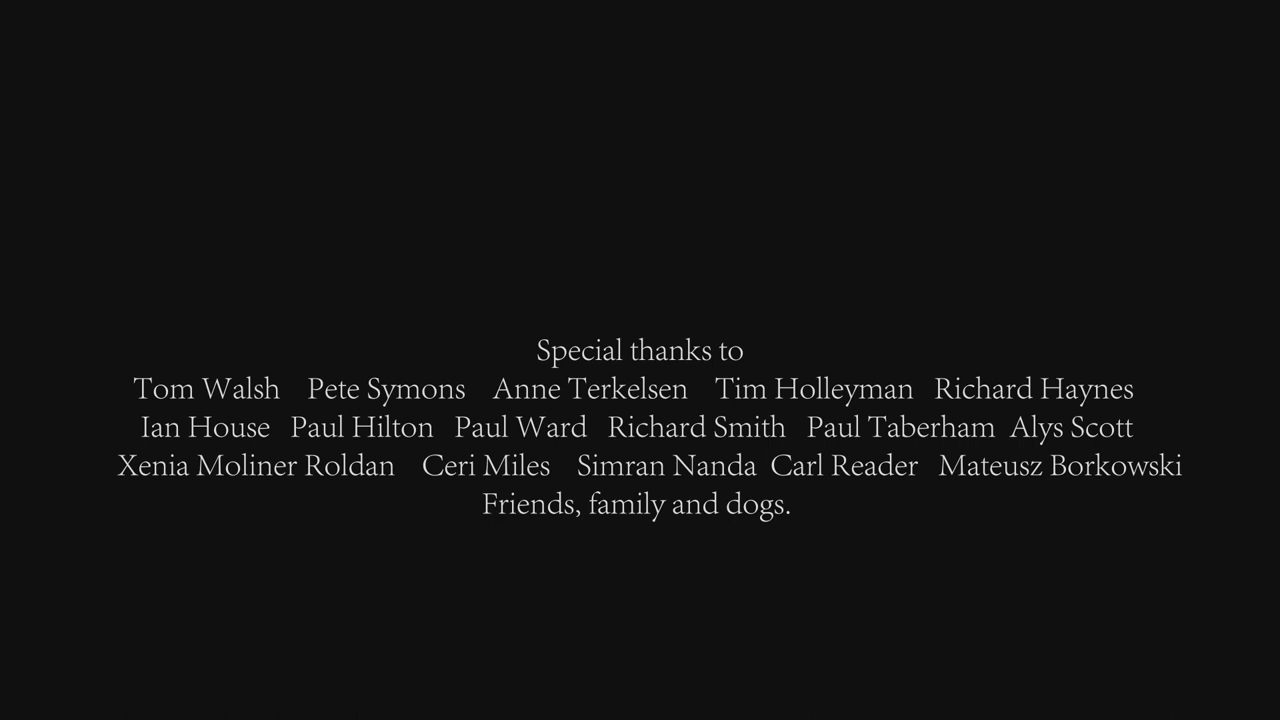 Special thanks to
Tom Walsh Pete Symons Anne Terkelsen Tim Holleyman Richard Haynes
Ian House Paul Hilton Paul Ward Richard Smith Paul Taberham Alys Scott
Xenia Moliner Roldan Ceri Miles Simran Nanda Carl Reader Mateusz Borkowski
Friends, family and dogs.